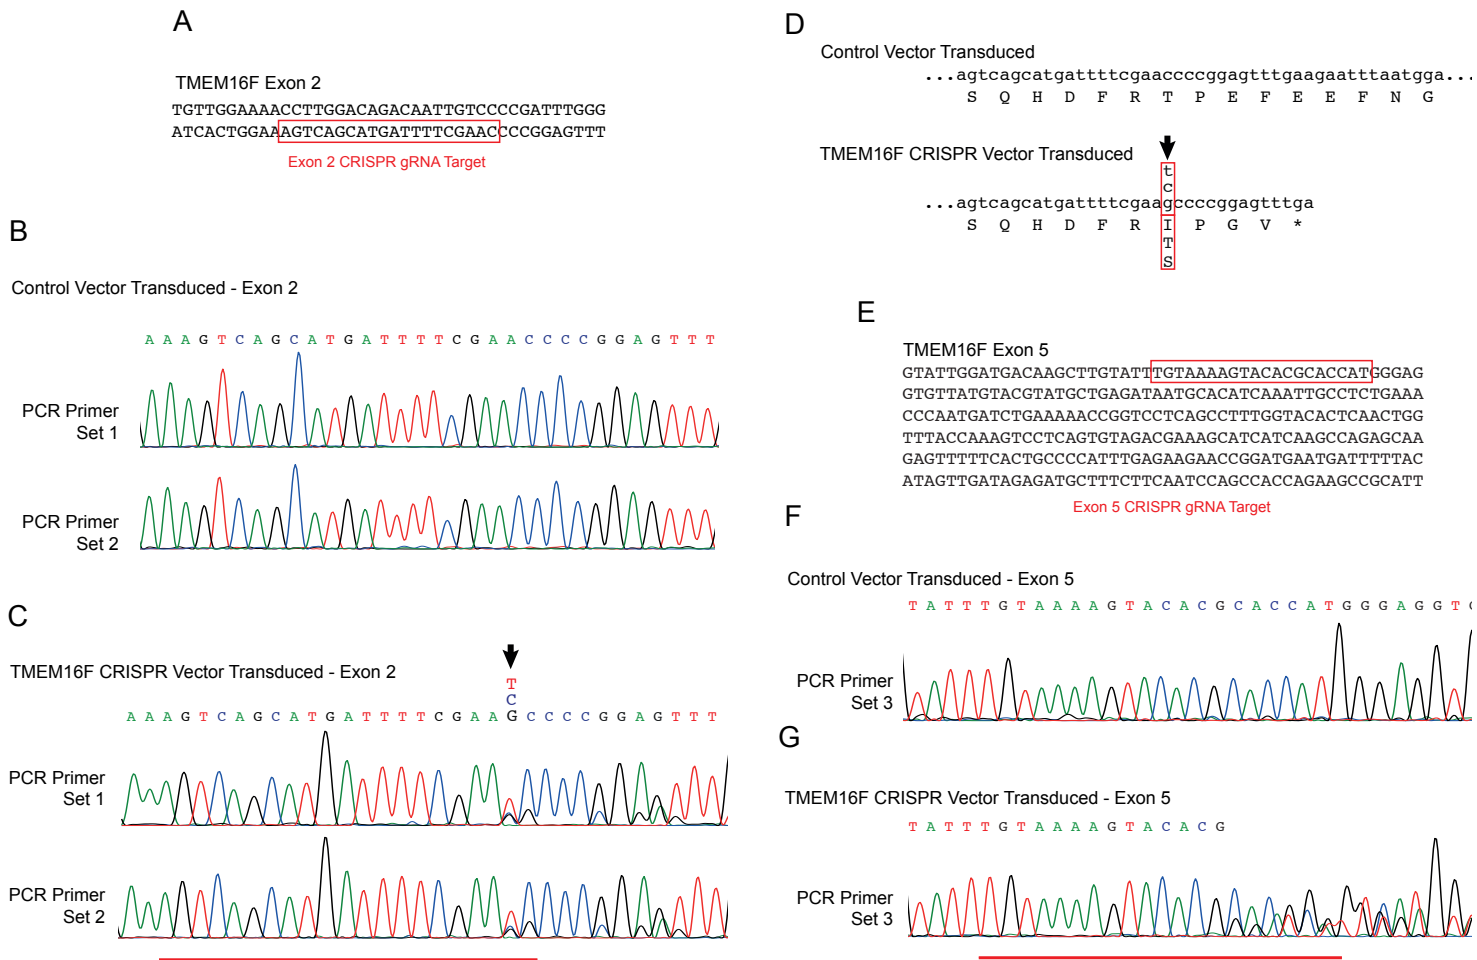 A
TMEM16F Exon 2
TGTTGGAAAACCTTGGACAGACAATTGTCCCCGATTTGGG
ATCACTGGAAAGTCAGCATGATTTTCGAACCCCGGAGTTT
Exon 2 CRISPR gRNA Target
B
Control Vector Transduced - Exon 2
A A A G T C A G C A T G A T T T T C G A A C C C C G G A G T T T
PCR Primer
Set 1
PCR Primer
Set 2
C
TMEM16F CRISPR Vector Transduced - Exon 2
T
C
A A A G T C A G C A T G A T T T T C G A A G C C C C G G A G T T T
PCR Primer
Set 1
PCR Primer
Set 2
D
Control Vector Transduced
...agtcagcatgattttcgaaccccggagtttgaagaatttaatgga...
S Q H D F R T P E F E E F N G
TMEM16F CRISPR Vector Transduced
t
c
...agtcagcatgattttcgaagccccggagtttga
S Q H D F R I P G V *
T
S
E
TMEM16F Exon 5
GTATTGGATGACAAGCTTGTATTTGTAAAAGTACACGCACCATGGGAG
GTGTTATGTACGTATGCTGAGATAATGCACATCAAATTGCCTCTGAAA
CCCAATGATCTGAAAAACCGGTCCTCAGCCTTTGGTACACTCAACTGG
TTTACCAAAGTCCTCAGTGTAGACGAAAGCATCATCAAGCCAGAGCAA
GAGTTTTTCACTGCCCCATTTGAGAAGAACCGGATGAATGATTTTTAC
ATAGTTGATAGAGATGCTTTCTTCAATCCAGCCACCAGAAGCCGCATT
Exon 5 CRISPR gRNA Target
F
Control Vector Transduced - Exon 5
T A T T T G T A A A A G T A C A C G C A C C A T G G G A G G T G
PCR Primer
Set 3
G
TMEM16F CRISPR Vector Transduced - Exon 5
T A T T T G T A A A A G T A C A C G
PCR Primer
Set 3